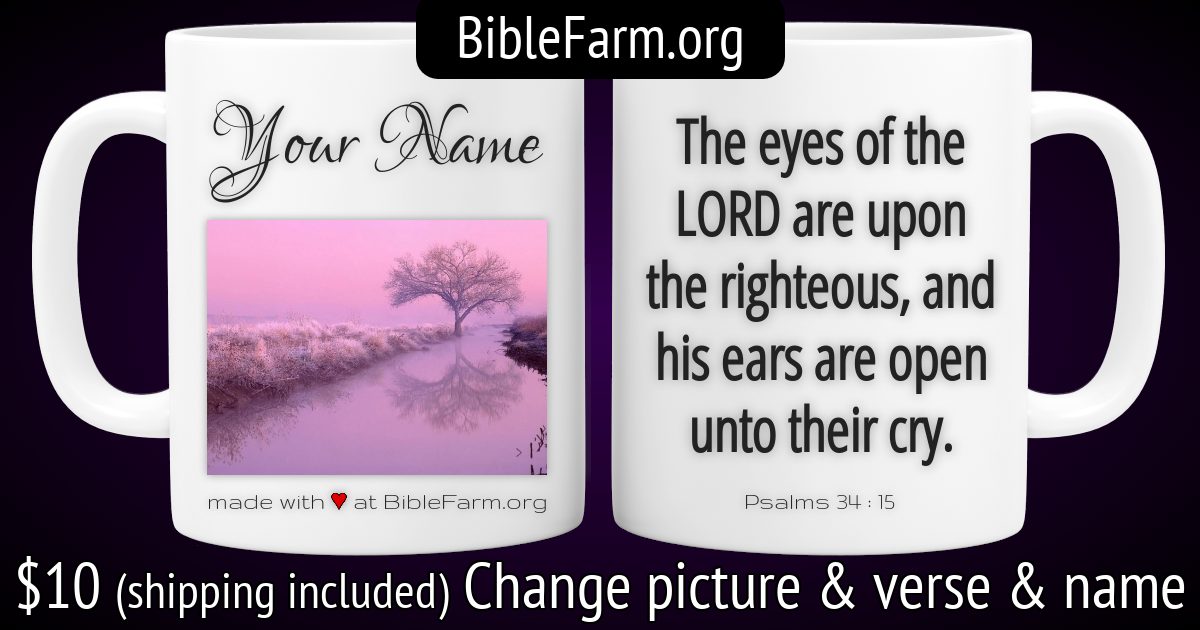 BibleFarm.org
Your Name
made with ♥ at BibleFarm.org
The eyes of the
LORD are upon
the righteous, and
his ears are open
unto their cry.
Psalms 34 : 15
$10 (shipping included) Change picture & verse & name